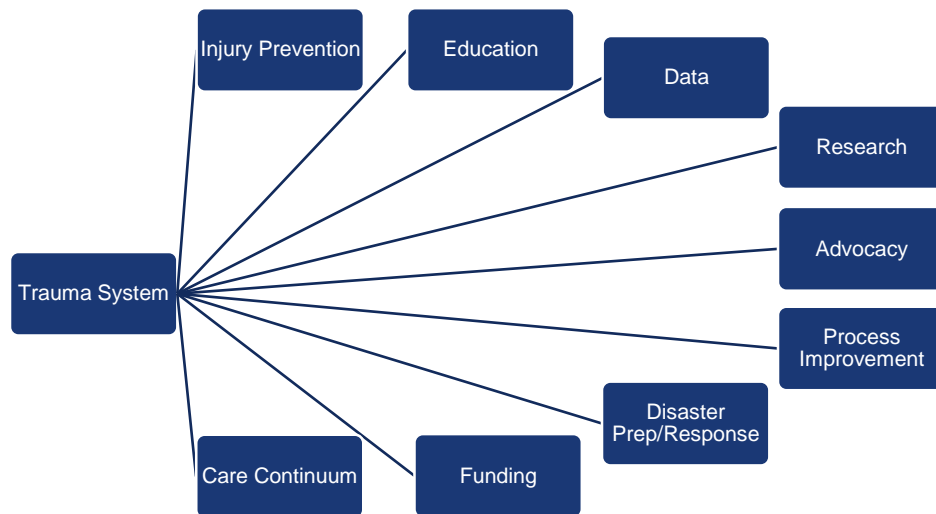 Injury Prevention
Education
Data
Research
Advocacy
Trauma System
Process
Improvement
Disaster
Prep/Response
Care Continuum
Funding